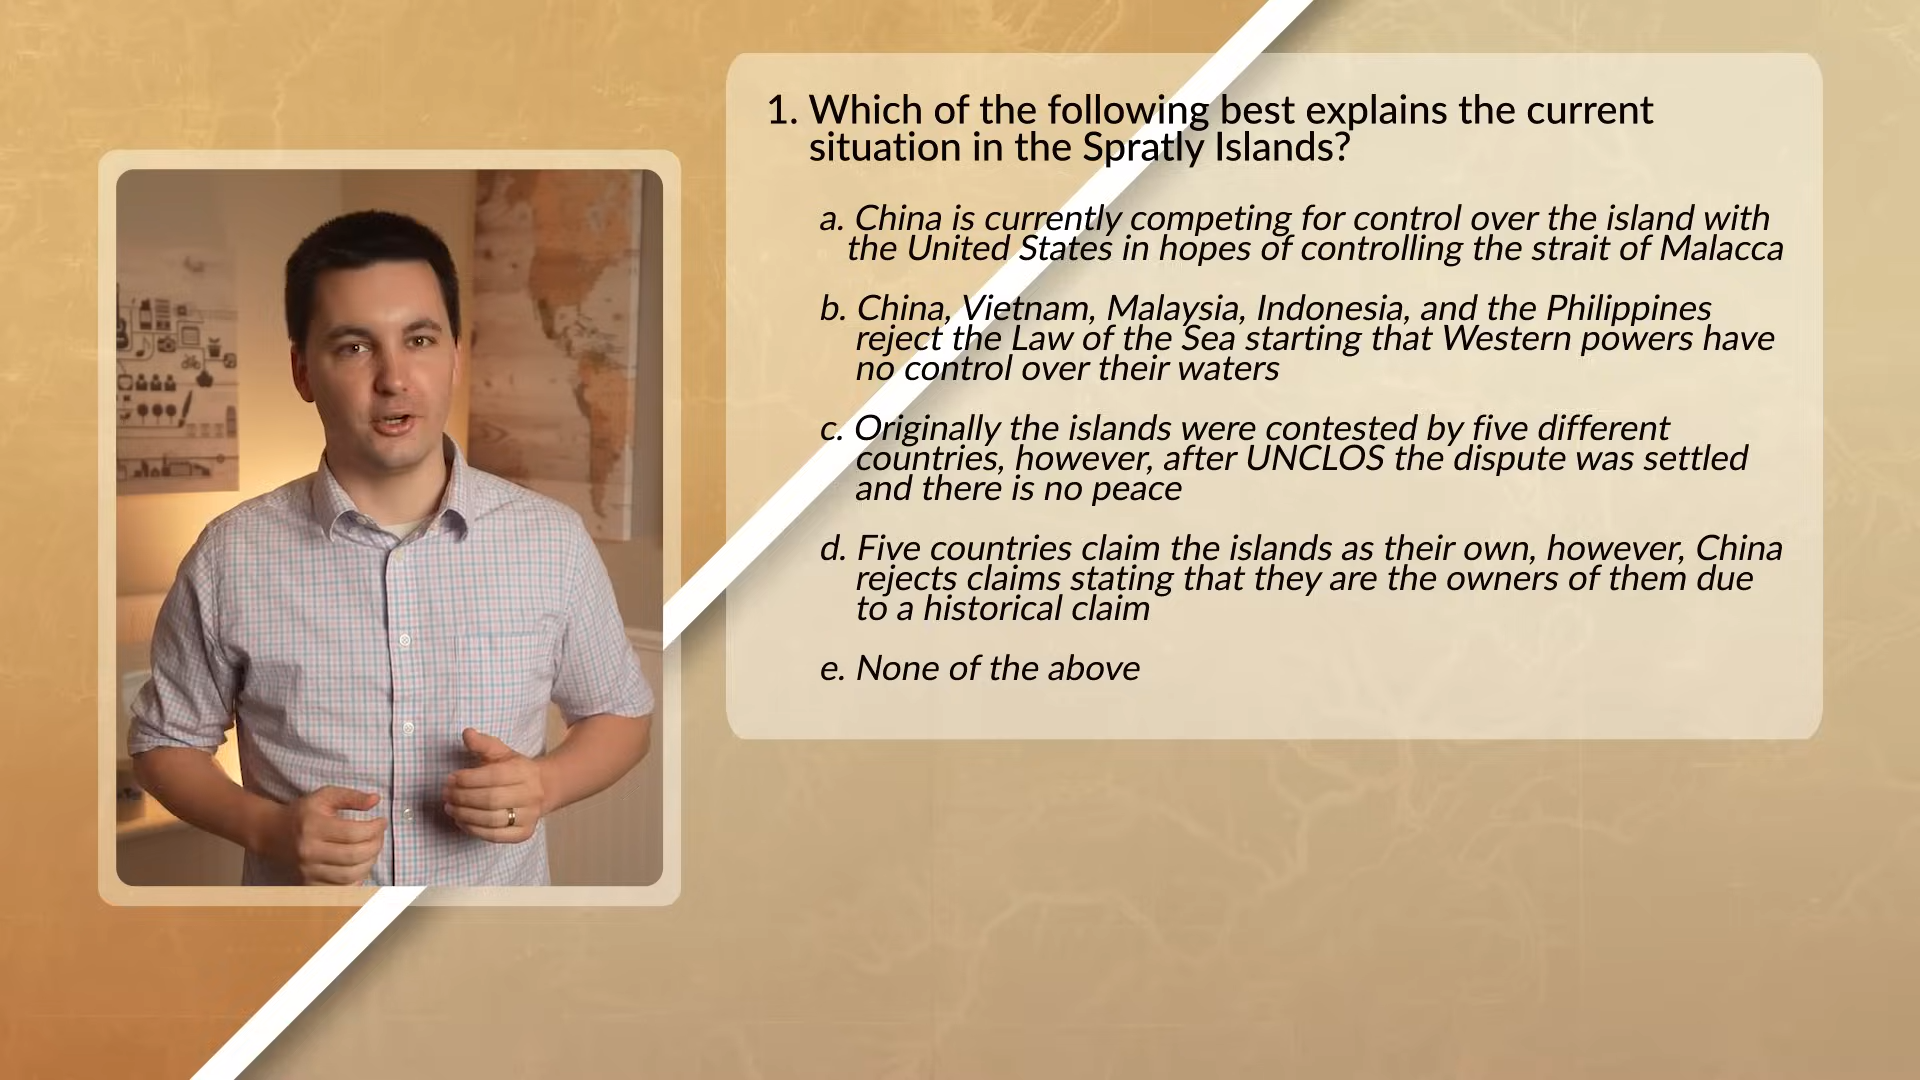 1. Which of the following best explains the current
situation in the Spratly Islands?
a. China is currently competing for control over the island with
the United States in hopes of controlling the strait of Malacca
b. China, Vietnam, Malaysia, Indonesia, and the Philippines
reject the Law of the Sea starting that Western powers have
no control over their waters
c. Originally the islands were contested by five different
countries, however, after UNCLOS the dispute was settled
and there is no peace
d. Five countries claim the islands as their own, however, China
rejects claims stating that they are the owners of them due
to a historical claim
e. None of the above